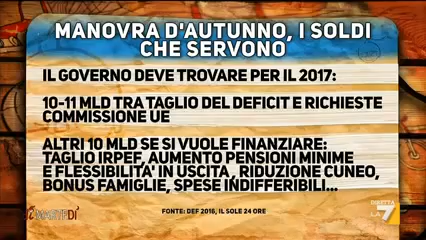 MANOVRA D'AUTUNNO, I SOLDI
CHE SERVONO
IL GOVERNO DEVE TROVARE PER IL 2017:
10-11 MLD TRA TAGLIO DEL DEFICIT E RICHIESTE
COMMISSIONE UE
ALTRI 10 MLD SE SI VUOLE FINANZIARE:
TAGLIO IRPEF, AUMENTO PENSIONI MINIME
E FLESSIBILITA' IN USCITA, RIDUZIONE CUNEO,
BONUS FAMIGLIE, SPESE INDIFFERIBILI...
FONTE: DEF 2016, IL SOLE 24 ORE
diMARTEDÌ
DIRETTA
7